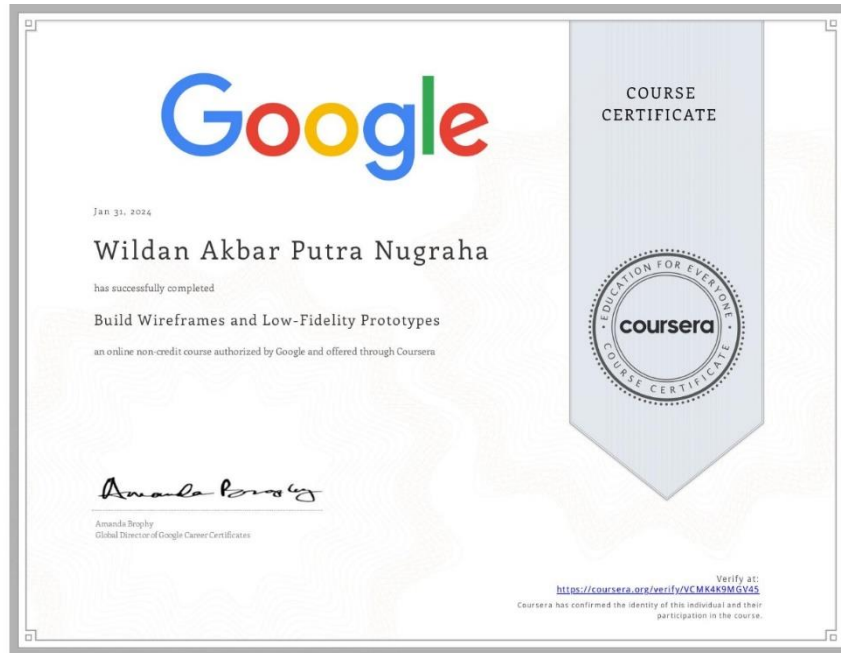 Google
COURSE
CERTIFICATE
Jan 31, 2024
Wildan Akbar Putra Nugraha
has successfully completed
Build Wireframes and Low-Fidelity Prototypes
an online non-credit course authorized by Google and offered through Coursera
EDUCATION FOR EVERYONE
coursera
COURSE CERTIFICATE
Amanda Brophy
Amanda Brophy
Global Director of Google Career Certificates
Verify at:
https://coursera.org/verify/VCMK4K9MGV45
Coursera has confirmed the identity of this individual and their
participation in the course.